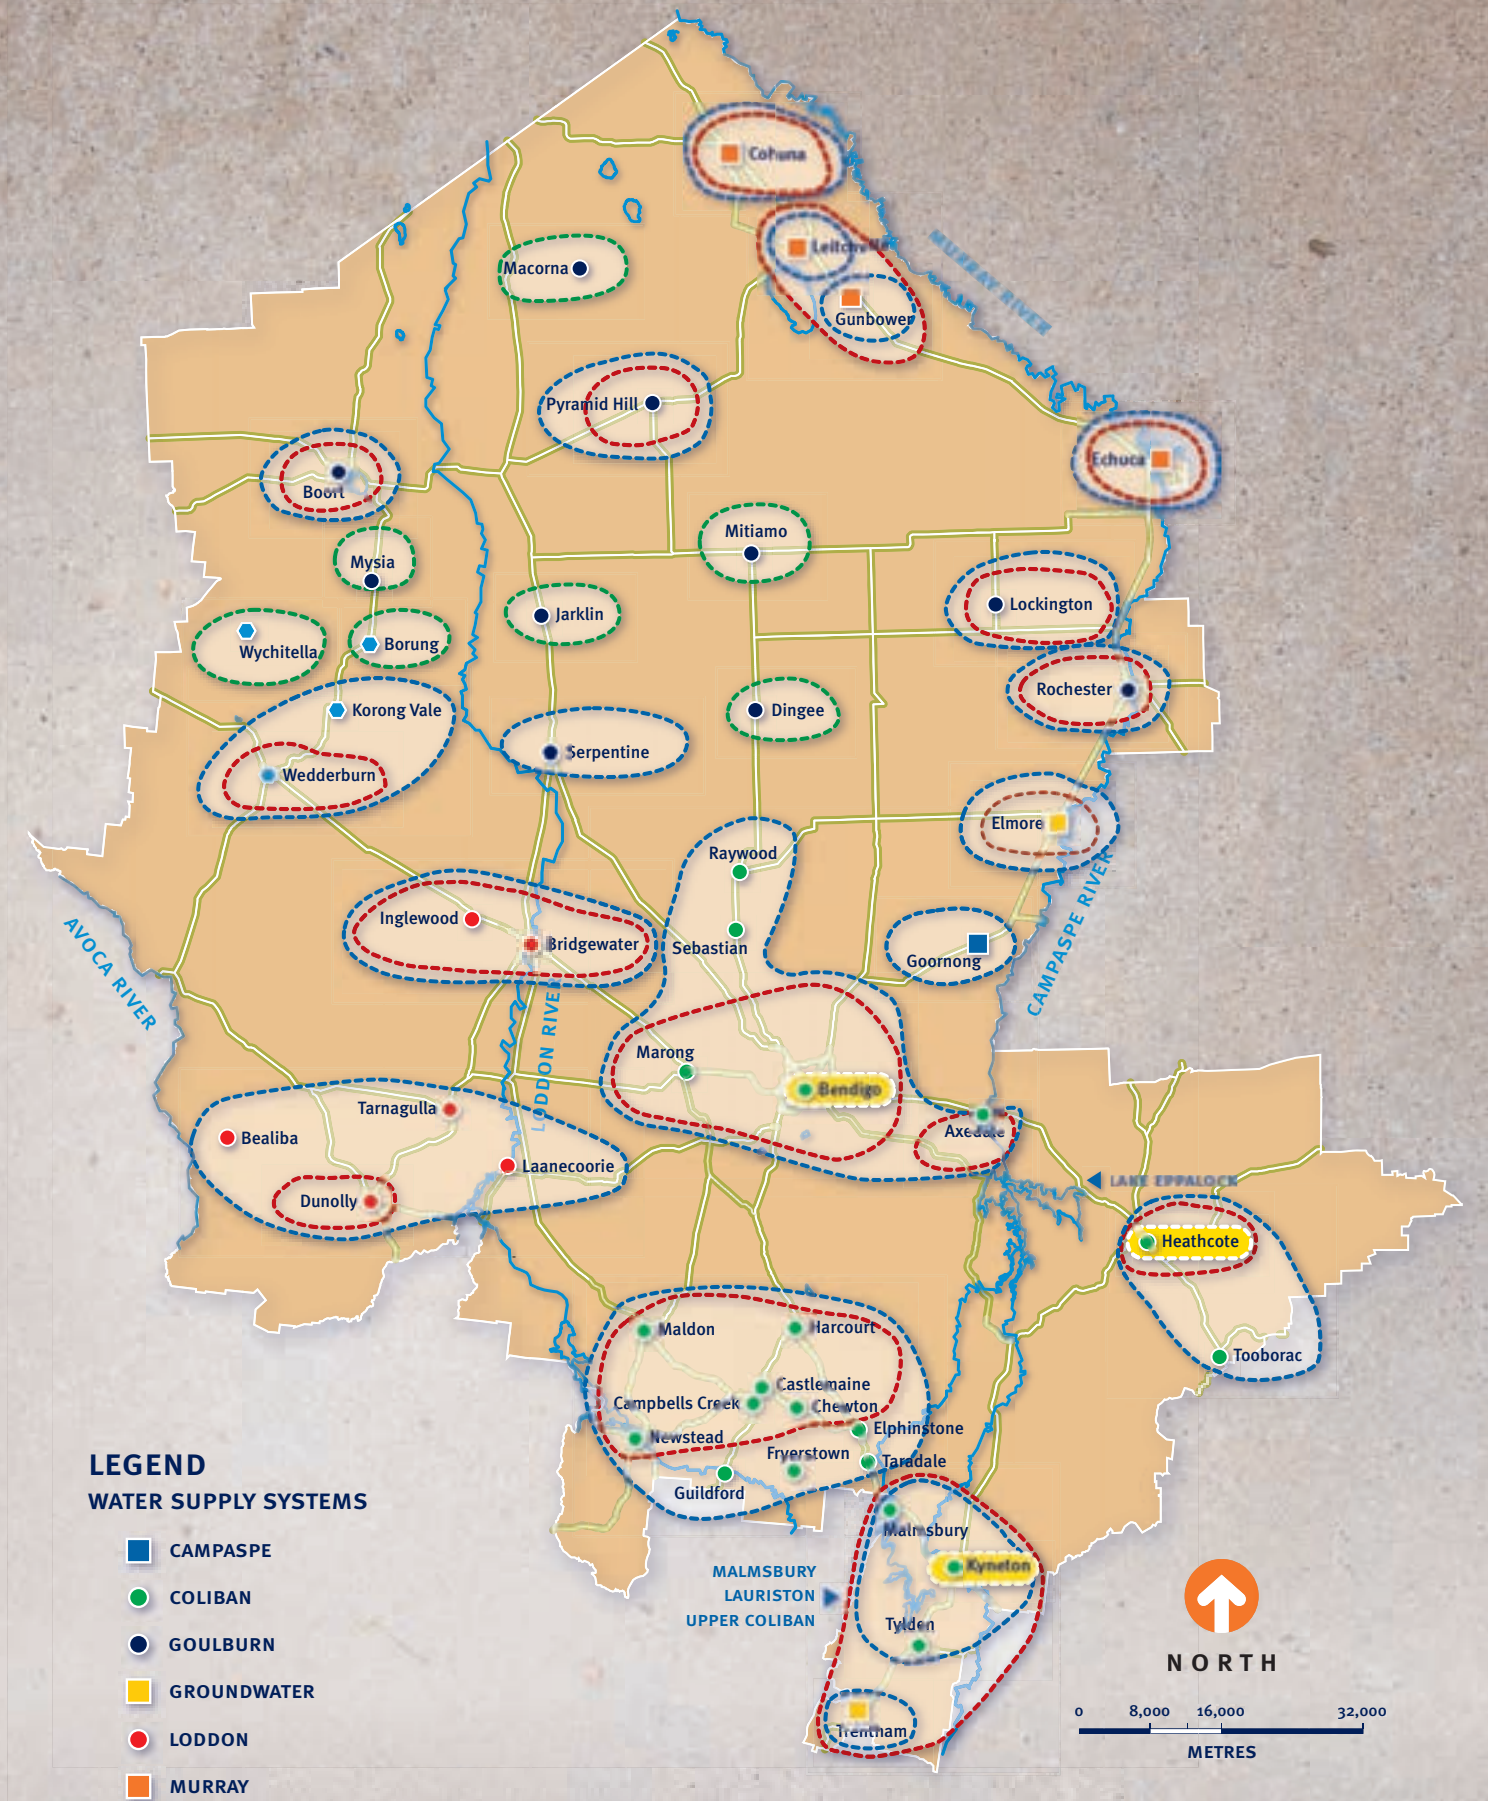 Cohuna
Leitchville
MURRAY RIVER
Macorna
Gunbower
Pyramid Hill
Echuca
Boort
Mitiamo
Mysia
Lockington
Jarklin
Wychitella
Borung
Rochester
Korong Vale
Dingee
Serpentine
Wedderburn
Elmore
Raywood
Inglewood
Bridgewater
Sebastian
Goornong
CAMPASPE RIVER
AVOCA RIVER
LODDON RIVER
Marong
Bendigo
Tarnagulla
Axedale
Bealiba
Laanecoorie
LAKE EPPALOCK
Dunolly
Heathcote
Maldon
Harcourt
Tooborac
Castlemaine
Campbells Creek
Chewton
Elphinstone
Newstead
Fryerstown
Taradale
Guildford
Malmsbury
Kyneton
MALMSBURY
LAURISTON
UPPER COLIBAN
Tylden
Trentham
LEGEND
WATER SUPPLY SYSTEMS
CAMPASPE
COLIBAN
GOULBURN
GROUNDWATER
LODDON
MURRAY
NORTH
0 8,000 16,000 32,000
METRES